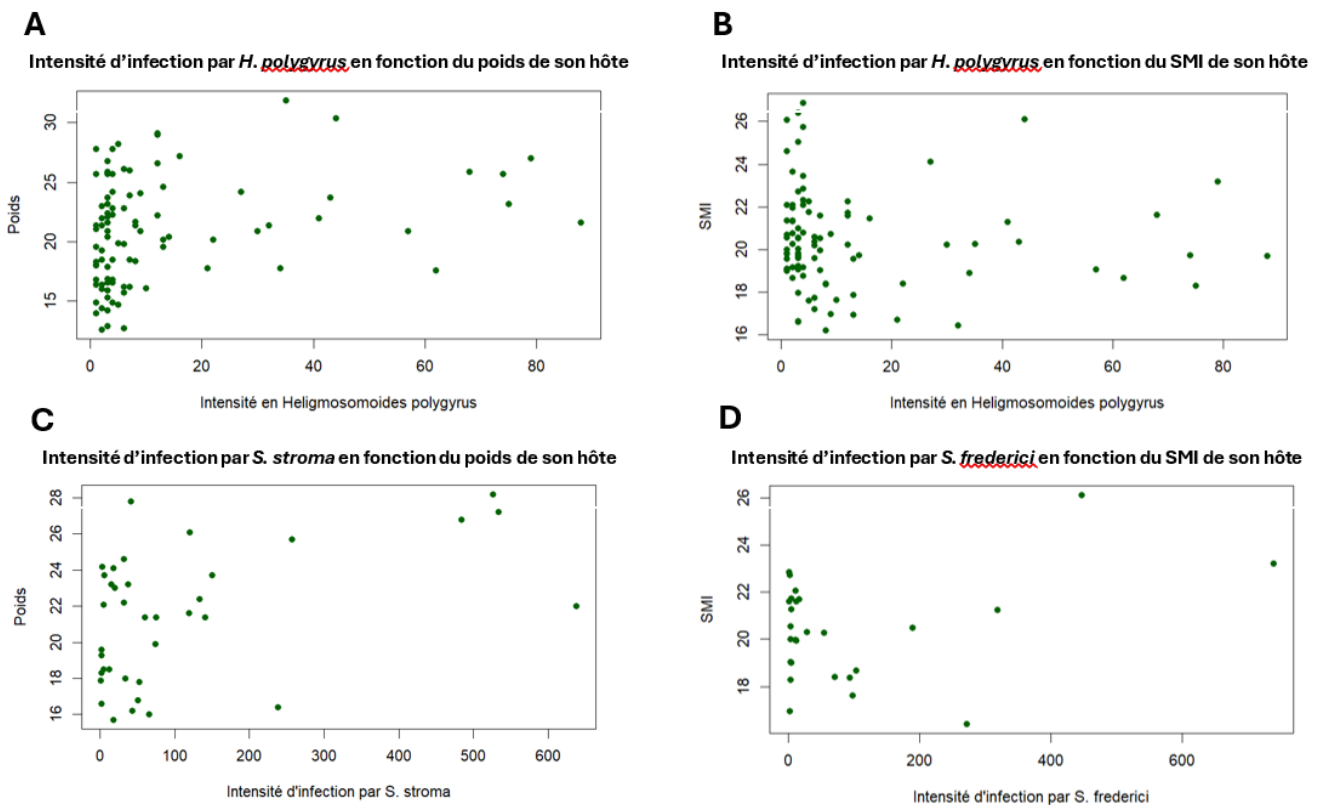 A
Intensité d'infection par H. polygyrus en fonction du poids de son hôte
Poids
30
25
20
15
0 20 40 60 80
Intensité en Heligmosomoides polygyrus
B
Intensité d'infection par H. polygyrus en fonction du SMI de son hôte
SMI
26
24
22
20
18
16
0 20 40 60 80
Intensité en Heligmosomoides polygyrus
C
Intensité d'infection par S. stroma en fonction du poids de son hôte
Poids
28
26
24
22
20
18
16
0 100 200 300 400 500 600
Intensité d'infection par S. stroma
D
Intensité d'infection par S. frederici en fonction du SMI de son hôte
SMI
26
24
22
20
18
0 200 400 600
Intensité d'infection par S. frederici